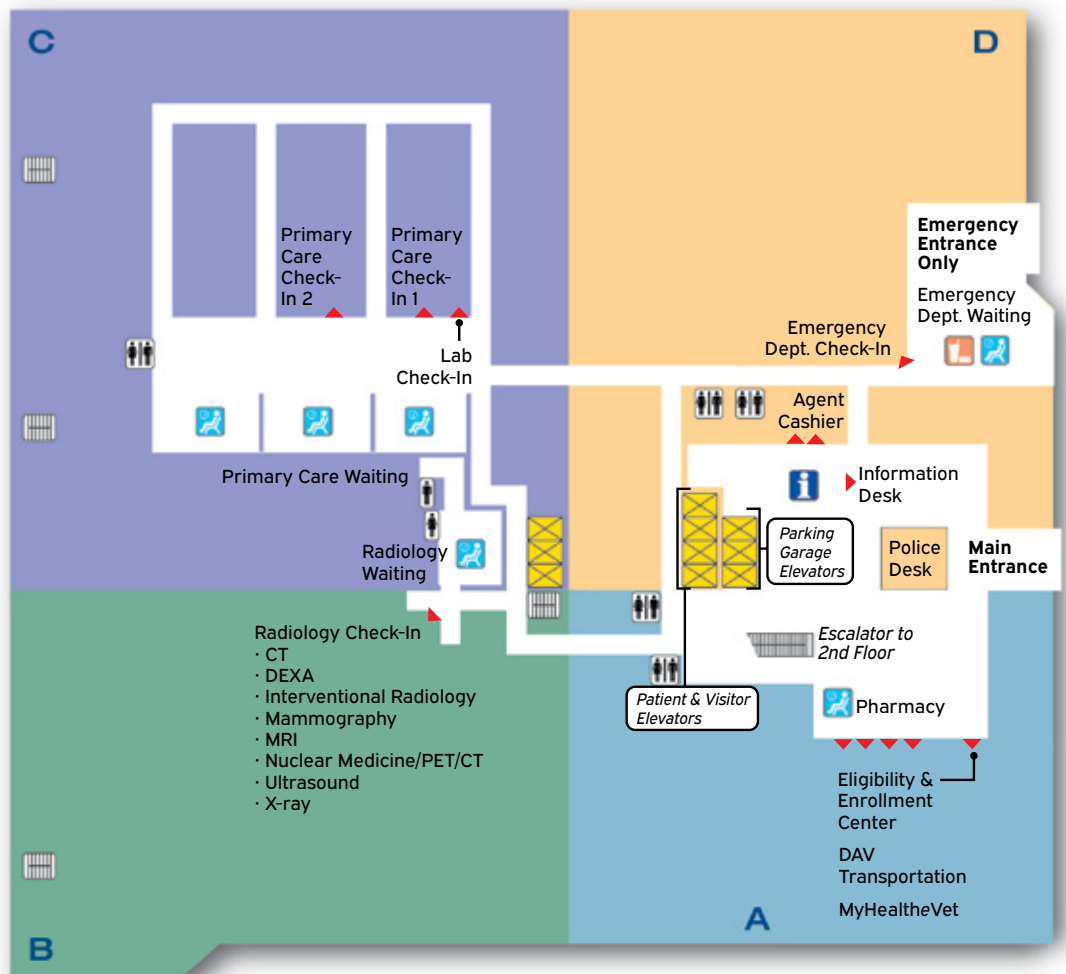 C
D
Primary
Care
Check-
In 2
Primary
Care
Check-
In 1
Lab
Check-In
Emergency
Entrance
Only
Emergency
Dept. Waiting
Emergency
Dept. Check-In
Agent
Cashier
i
Information
Desk
Primary Care Waiting
Parking
Garage
Elevators
Police
Desk
Main
Entrance
Radiology
Waiting
Radiology Check-In
· CT
· DEXA
· Interventional Radiology
· Mammography
· MRI
· Nuclear Medicine/PET/CT
· Ultrasound
· X-ray
Escalator to
2nd Floor
Patient & Visitor
Elevators
Pharmacy
Eligibility &
Enrollment
Center
DAV
Transportation
MyHealtheVet
A
B